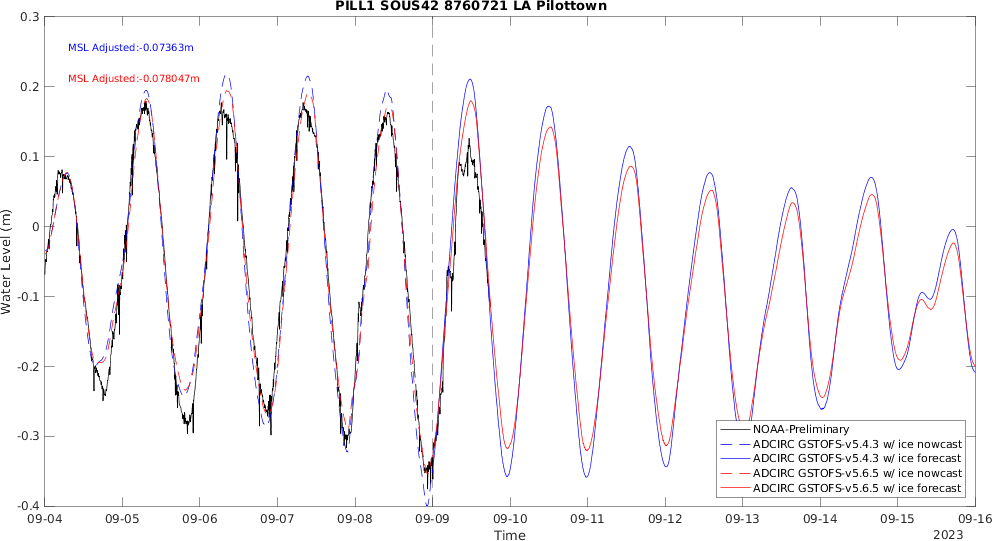 PILL1 SOUS42 8760721 LA Pilottown
MSL Adjusted:-0.07363m
MSL Adjusted:-0.078047m
Water Level (m)
0.3
0.2
0.1
0
-0.1
-0.2
-0.3
-0.4
NOAA-Preliminary
ADCIRC GSTOFS-v5.4.3 w/ ice nowcast
ADCIRC GSTOFS-v5.4.3 w/ ice forecast
ADCIRC GSTOFS-v5.6.5 w/ ice nowcast
ADCIRC GSTOFS-v5.6.5 w/ ice forecast
09-04 09-05 09-06 09-07 09-08 09-09 09-10 09-11 09-12 09-13 09-14 09-15 09-16
Time
2023